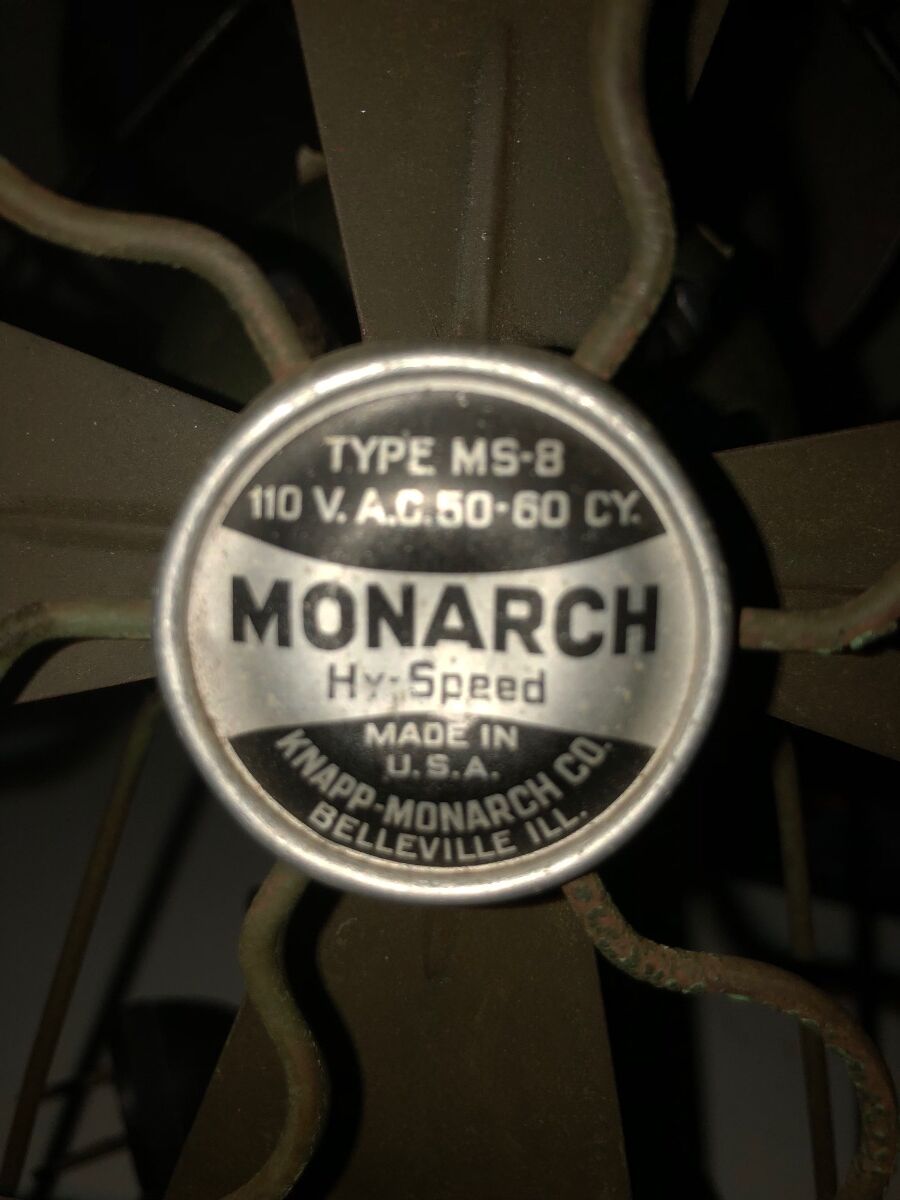 TYPE MS-8
110 V. A.C. 50-60 CY.
MONARCH
Hy-Speed
MADE IN
U.S.A.
KNAPP-MONARCH CO.
BELLEVILLE ILL.